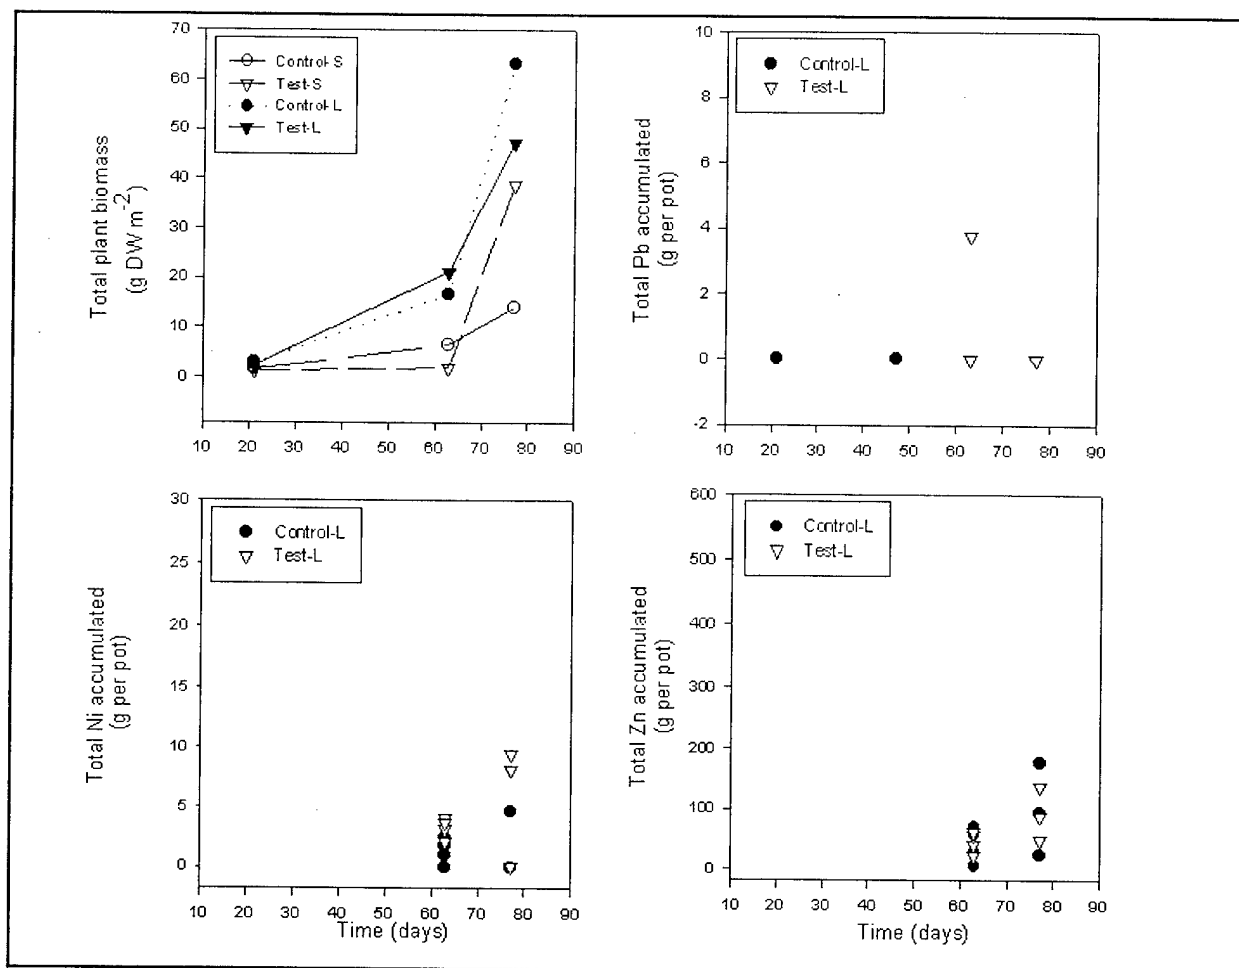 70
60
50
40
30
20
10
0
Total plant biomass
(g DW m-2)
Control-S
Test-S
Control-L
Test-L
10 20 30 40 50 60 70 80 90
10
8
6
4
2
0
-2
Total Pb accumulated
(g per pot)
Control-L
Test-L
10 20 30 40 50 60 70 80 90
30
25
20
15
10
5
0
Total Ni accumulated
(g per pot)
Control-L
Test-L
10 20 30 40 50 60 70 80 90
Time (days)
600
500
400
300
200
100
0
Total Zn accumulated
(g per pot)
Control-L
Test-L
10 20 30 40 50 60 70 80 90
Time (days)